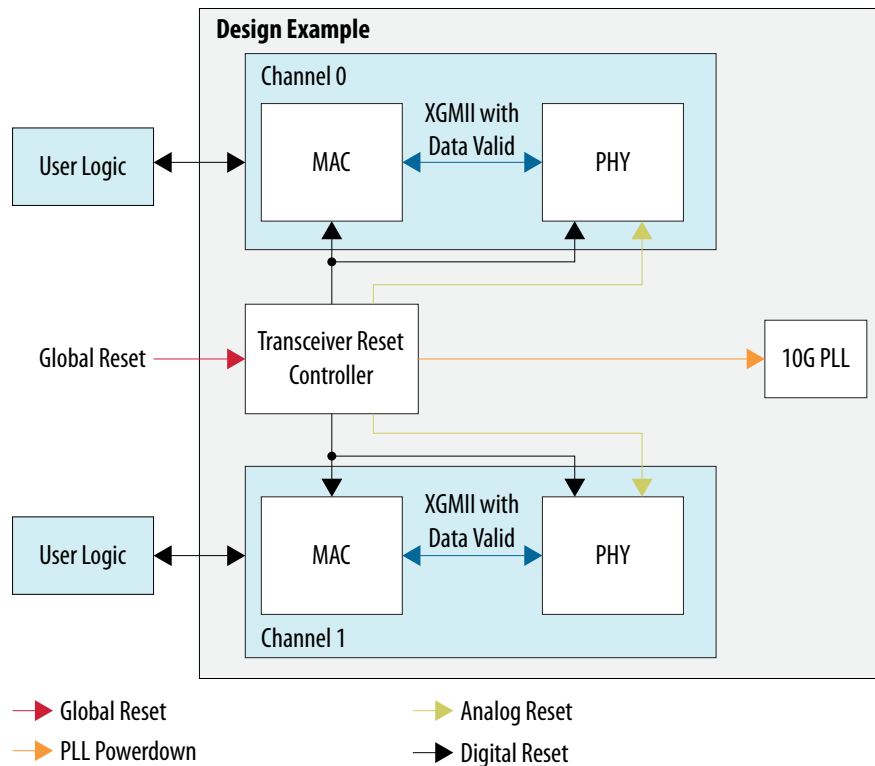 Design Example
Channel 0
User Logic
MAC
XGMII with
Data Valid
PHY
Global Reset
Transceiver Reset
Controller
10G PLL
User Logic
MAC
XGMII with
Data Valid
PHY
Channel 1
Global Reset
Analog Reset
PLL Powerdown
Digital Reset